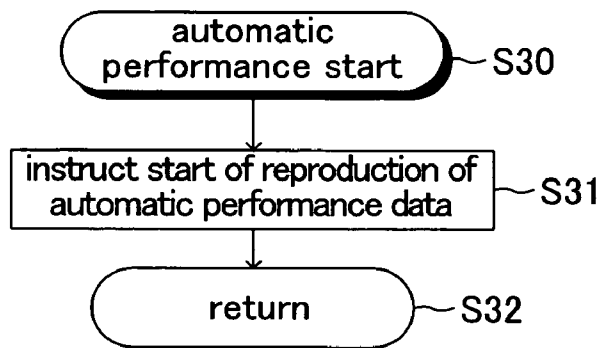 automatic
performance start
S30
instruct start of reproduction of
automatic performance data
S31
return
S32